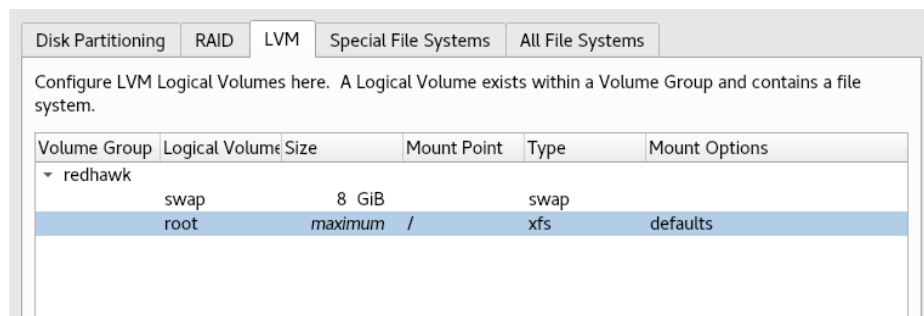 Disk Partitioning RAID LVM Special File Systems All File Systems
Configure LVM Logical Volumes here. A Logical Volume exists within a Volume Group and contains a file
system.
Volume Group Logical Volume Size Mount Point Type Mount Options
redhawk
swap 8 GiB swap
root maximum / xfs defaults